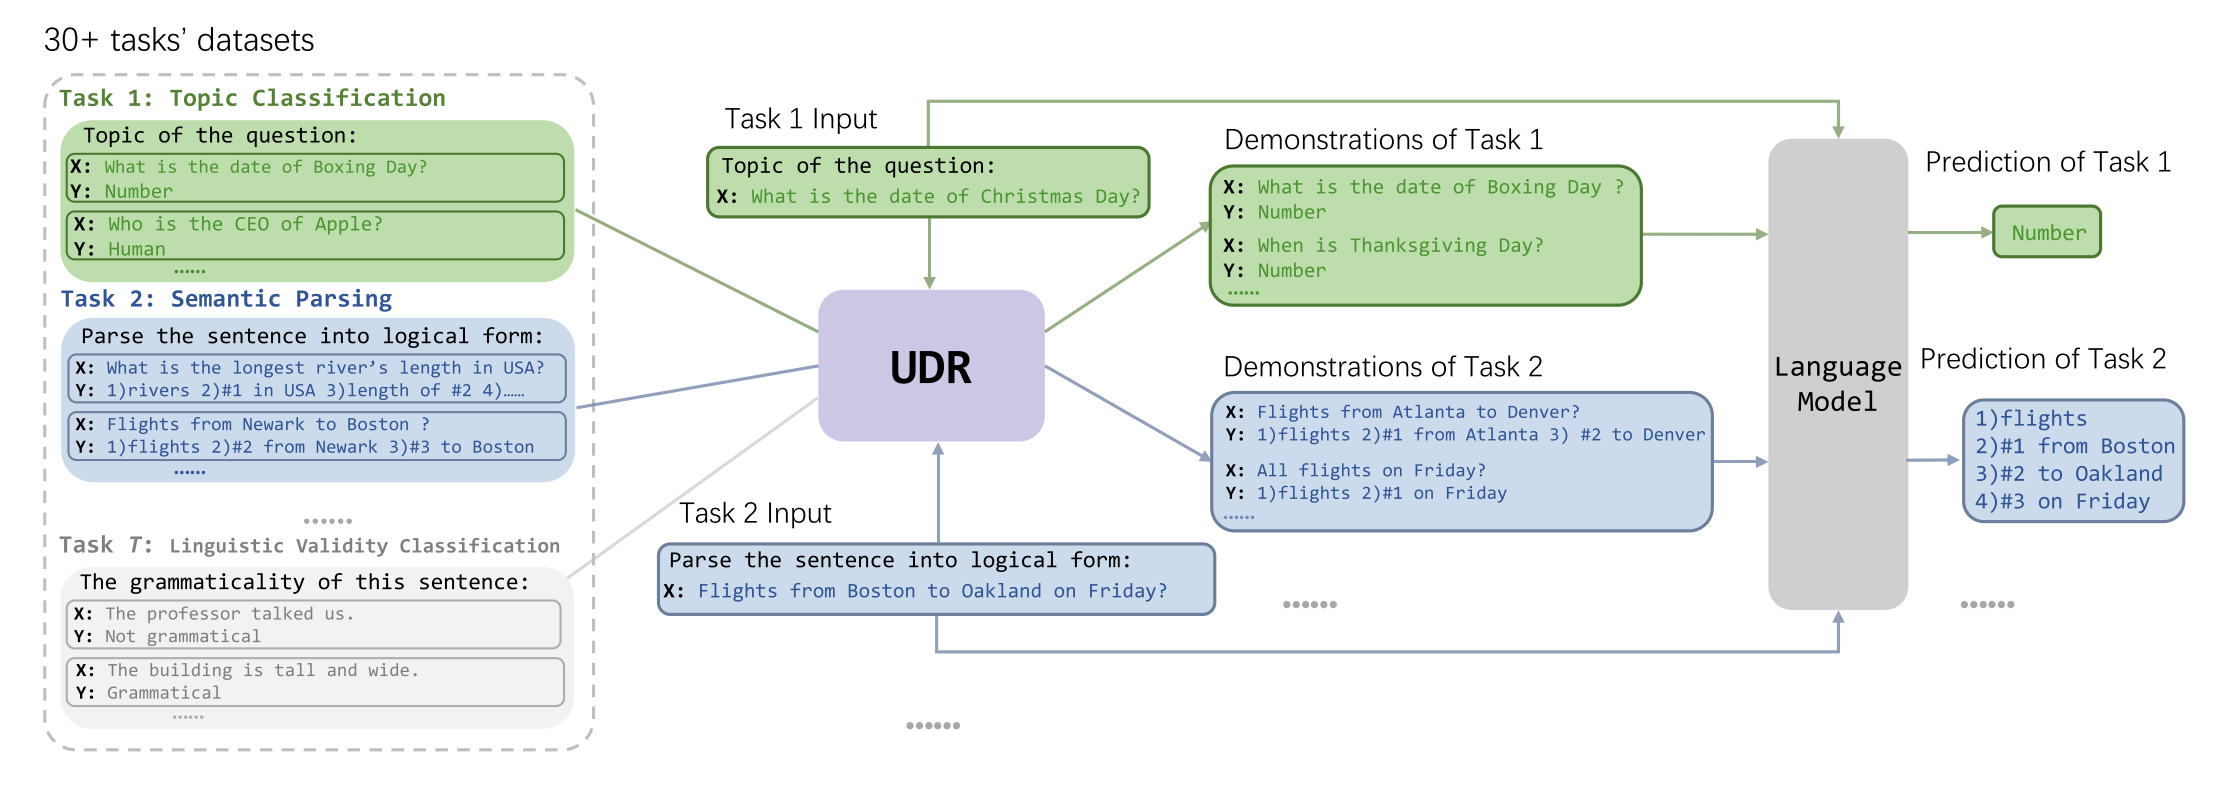 30+ tasks’ datasets
Task 1: Topic Classification
Topic of the question:
X: What is the date of Boxing Day?
Y: Number
X: Who is the CEO of Apple?
Y: Human
......
Task 2: Semantic Parsing
Parse the sentence into logical form:
X: What is the longest river’s length in USA?
Y: 1)rivers 2)#1 in USA 3)length of #2 4)……
X: Flights from Newark to Boston ?
Y: 1)flights 2)#2 from Newark 3)#3 to Boston
......
......
Task T: Linguistic Validity Classification
The grammaticality of this sentence:
X: The professor talked us.
Y: Not grammatical
X: The building is tall and wide.
Y: Grammatical
......
Task 1 Input
Topic of the question:
X: What is the date of Christmas Day?
UDR
Task 2 Input
Parse the sentence into logical form:
X: Flights from Boston to Oakland on Friday?
......
Demonstrations of Task 1
X: What is the date of Boxing Day ?
Y: Number
X: When is Thanksgiving Day?
Y: Number
......
Demonstrations of Task 2
X: Flights from Atlanta to Denver?
Y: 1)flights 2)#1 from Atlanta 3) #2 to Denver
X: All flights on Friday?
Y: 1)flights 2)#1 on Friday
......
......
Language
Model
Prediction of Task 1
Number
Prediction of Task 2
1)flights
2)#1 from Boston
3)#2 to Oakland
4)#3 on Friday
......